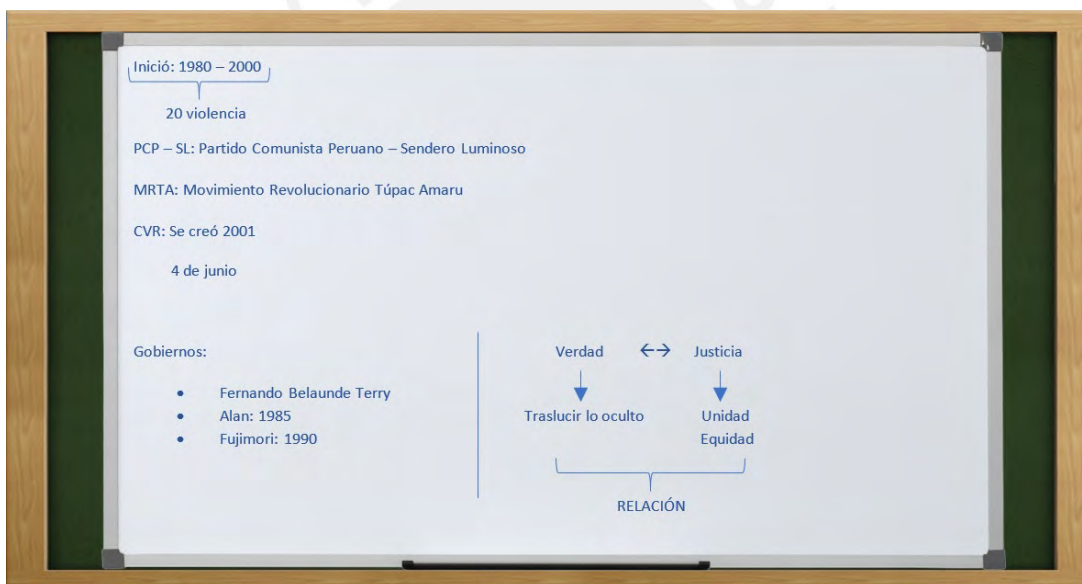 Inició: 1980 – 2000
20 violencia
PCP – SL: Partido Comunista Peruano – Sendero Luminoso
MRTA: Movimiento Revolucionario Túpac Amaru
CVR: Se creó 2001
4 de junio
Gobiernos:
• Fernando Belaunde Terry
• Alan: 1985
• Fujimori: 1990
Verdad ←→ Justicia
Traslucir lo oculto Unidad
Equidad
RELACIÓN